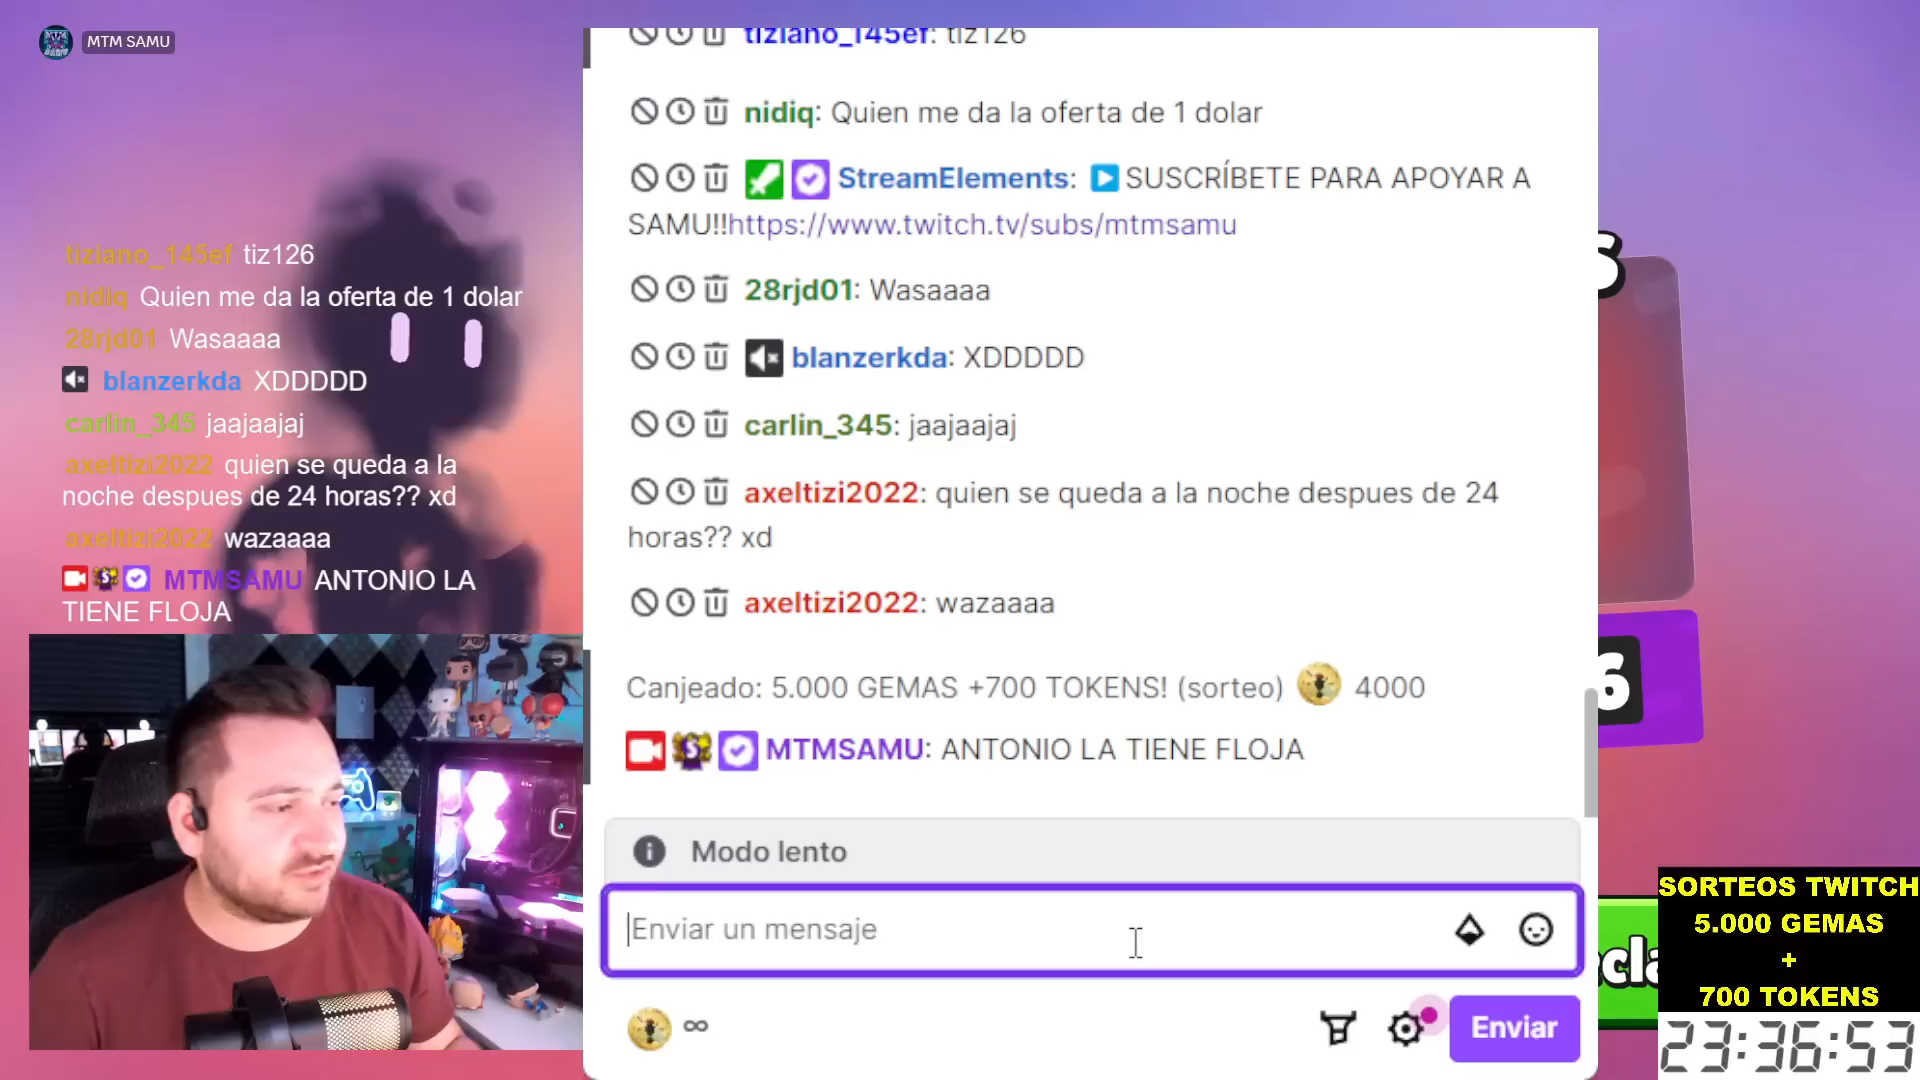 MTM SAMU
tiziano_145ef tiz126
nidiq Quien me da la oferta de 1 dolar
28rjd01 Wasaaaa
blanzerkda XDDDDD
carlin_345 jaajaajaj
axeltizi2022 quien se queda a la
noche despues de 24 horas?? xd
axeltizi2022 wazaaaa
MTMSAMU ANTONIO LA
TIENE FLOJA
tiziano_145ef: tiz126
nidiq: Quien me da la oferta de 1 dolar
StreamElements: SUSCRÍBETE PARA APOYAR A
SAMU!!https://www.twitch.tv/subs/mtmsamu
28rjd01: Wasaaaa
blanzerkda: XDDDDD
carlin_345: jaajaajaj
axeltizi2022: quien se queda a la noche despues de 24
horas?? xd
axeltizi2022: wazaaaa
Canjeado: 5.000 GEMAS +700 TOKENS! (sorteo) 4000
MTMSAMU: ANTONIO LA TIENE FLOJA
Modo lento
Enviar un mensaje
∞
Enviar
S
6
cla
SORTEOS TWITCH
5.000 GEMAS
+
700 TOKENS
23:36:53